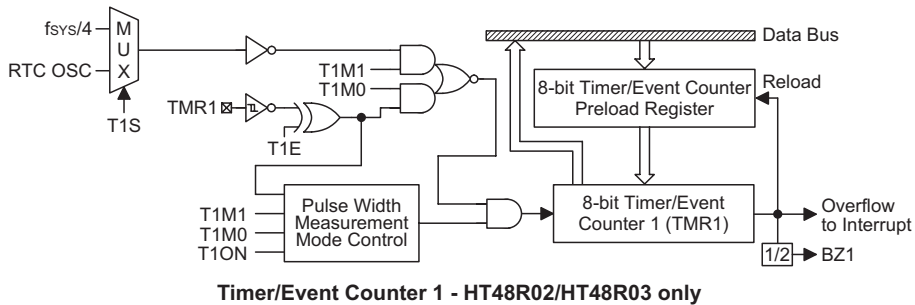 fSYS/4
RTC OSC
M
U
X
T1S
TMR1
T1E
T1M1
T1M0
T1M1
T1M0
T1ON
Pulse Width
Measurement
Mode Control
Data Bus
8-bit Timer/Event Counter
Preload Register
Reload
8-bit Timer/Event
Counter 1 (TMR1)
Overflow
to Interrupt
1/2
BZ1
Timer/Event Counter 1 - HT48R02/HT48R03 only